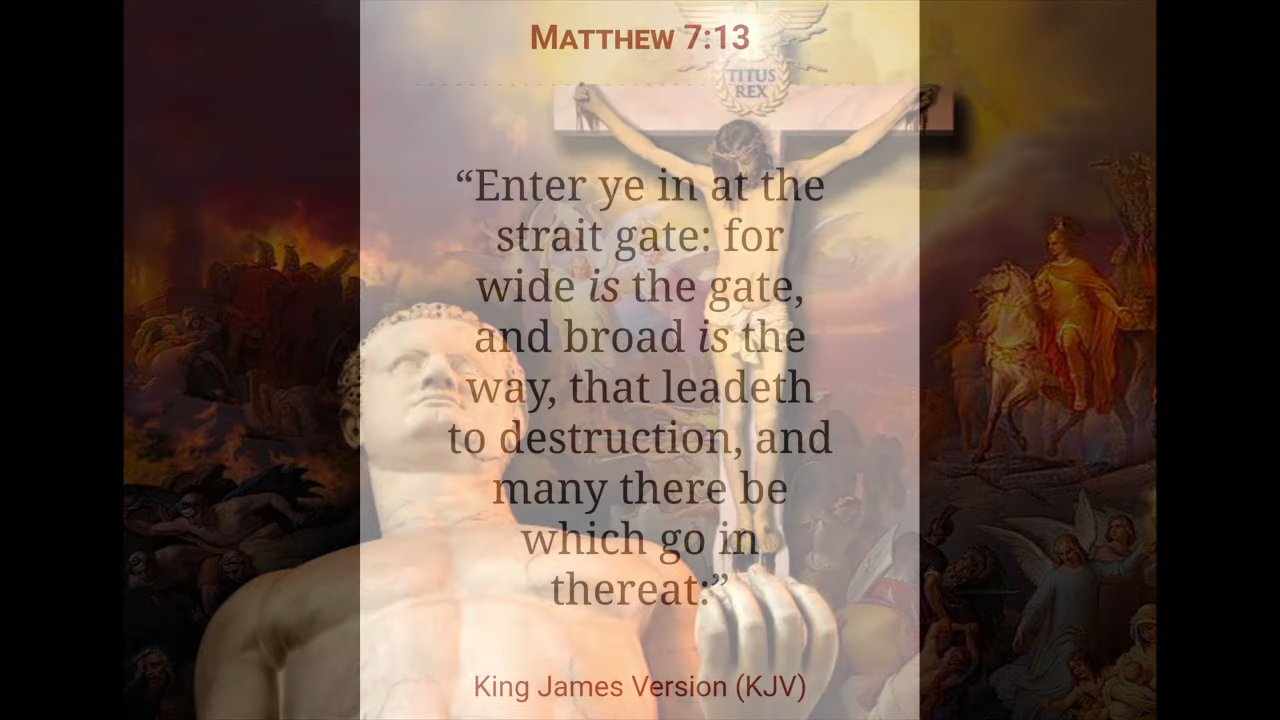 MATTHEW 7:13
TITUS
REX
“Enter ye in at the
strait gate: for
wide is the gate,
and broad is the
way, that leadeth
to destruction, and
many there be
which go in
thereat:”
King James Version (KJV)